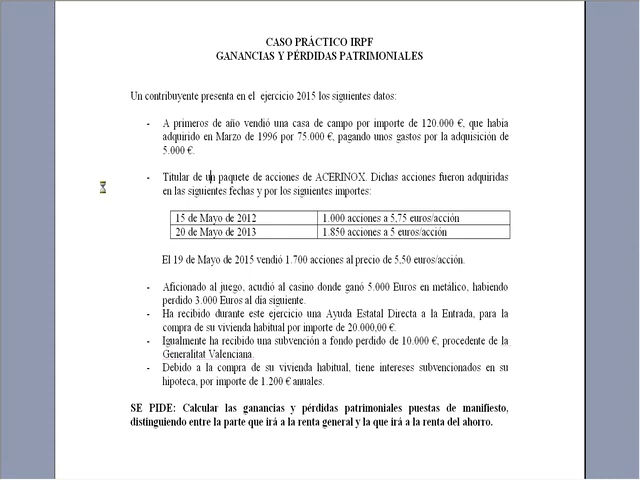 CASO PRÁCTICO IRPF
GANANCIAS Y PÉRDIDAS PATRIMONIALES
Un contribuyente presenta en el ejercicio 2015 los siguientes datos:
- A primeros de año vendió una casa de campo por importe de 120.000 €, que había
adquirido en Marzo de 1996 por 75.000 €, pagando unos gastos por la adquisición de
5.000 €.
- Titular de un paquete de acciones de ACERINOX. Dichas acciones fueron adquiridas
en las siguientes fechas y por los siguientes importes:
15 de Mayo de 2012 1.000 acciones a 5,75 euros/acción
20 de Mayo de 2013 1.850 acciones a 5 euros/acción
El 19 de Mayo de 2015 vendió 1.700 acciones al precio de 5,50 euros/acción.
- Aficionado al juego, acudió al casino donde ganó 5.000 Euros en metálico, habiendo
perdido 3.000 Euros al día siguiente.
- Ha recibido durante este ejercicio una Ayuda Estatal Directa a la Entrada, para la
compra de su vivienda habitual por importe de 20.000,00 €.
- Igualmente ha recibido una subvención a fondo perdido de 10.000 €, procedente de la
Generalitat Valenciana.
- Debido a la compra de su vivienda habitual, tiene intereses subvencionados en su
hipoteca, por importe de 1.200 € anuales.
SE PIDE: Calcular las ganancias y pérdidas patrimoniales puestas de manifiesto,
distinguiendo entre la parte que irá a la renta general y la que irá a la renta del ahorro.